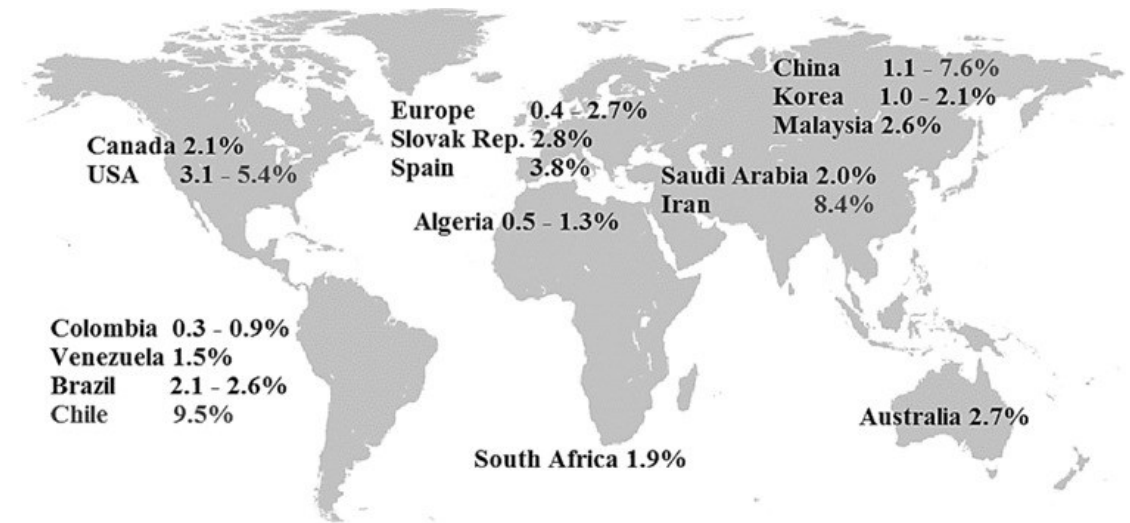 Canada 2.1%
USA 3.1 - 5.4%
Europe 0.4 - 2.7%
Slovak Rep. 2.8%
Spain 3.8%
Algeria 0.5 - 1.3%
China 1.1 - 7.6%
Korea 1.0 - 2.1%
Malaysia 2.6%
Saudi Arabia 2.0%
Iran 8.4%
Colombia 0.3 - 0.9%
Venezuela 1.5%
Brazil 2.1 - 2.6%
Chile 9.5%
South Africa 1.9%
Australia 2.7%